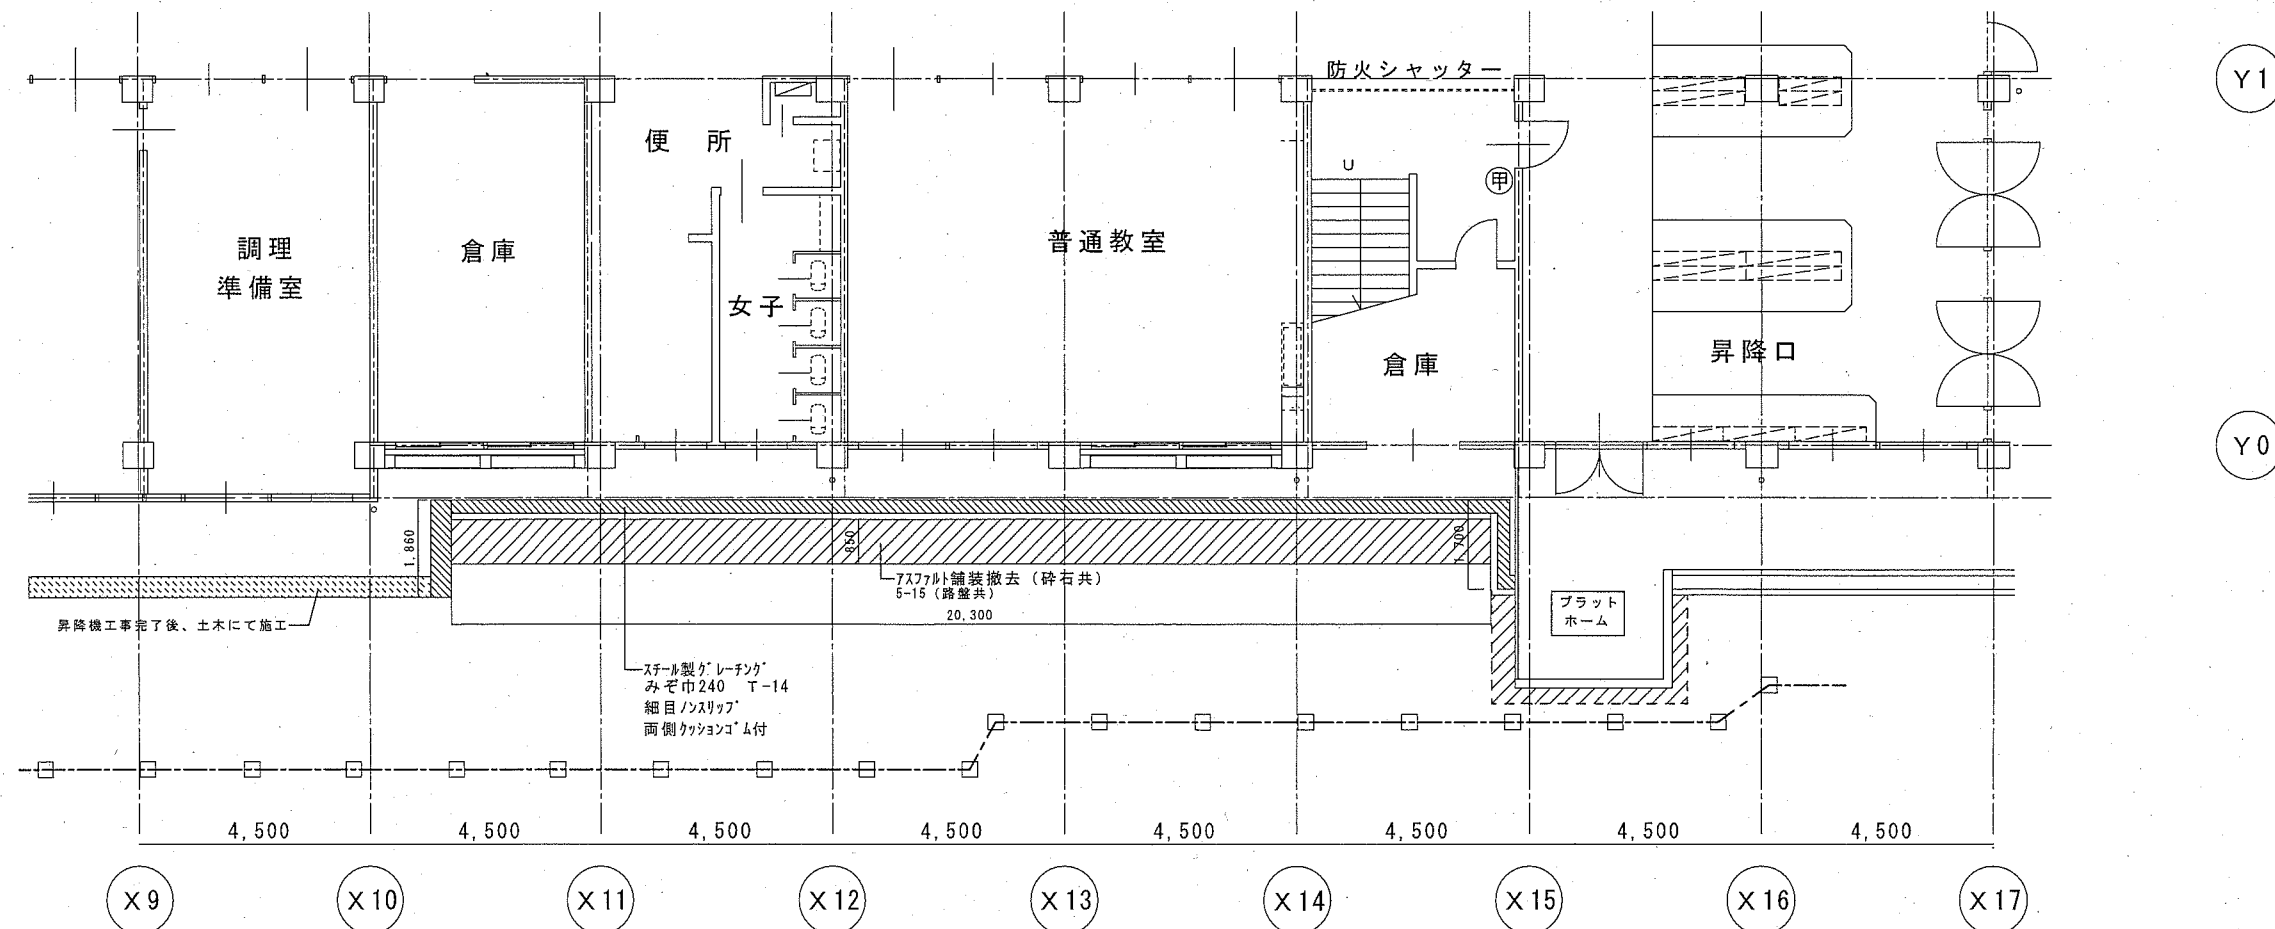 防火シャッター
Y1
便 所
U
甲
調理
準備室
倉庫
普通教室
女子
倉庫
昇降口
Y0
1,860
850
1,700
アスファルト舗装撤去（砕石共）
5-15（路盤共）
20,300
プラット
ホーム
昇降機工事完了後、土木にて施工
スチール製グレーチング
みぞ巾240 T-14
細目ノンスリップ
両側クッションゴム付
4,500
4,500
4,500
4,500
4,500
4,500
4,500
4,500
X9
X10
X11
X12
X13
X14
X15
X16
X17